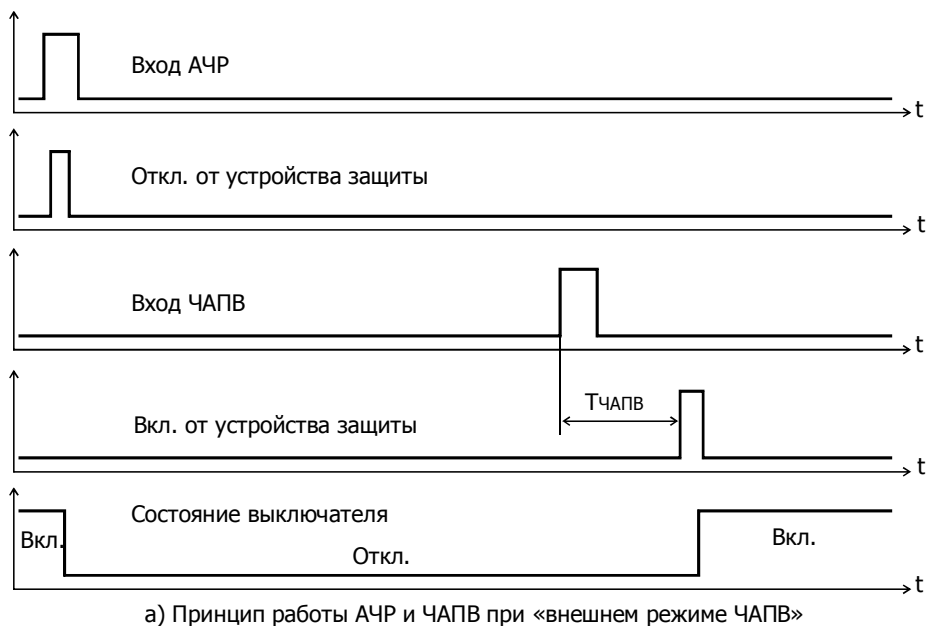 Вход АЧР
t
Откл. от устройства защиты
t
Вход ЧАПВ
t
Вкл. от устройства защиты
TЧАПВ
t
Состояние выключателя
Вкл.
Откл.
Вкл.
t
а) Принцип работы АЧР и ЧАПВ при «внешнем режиме ЧАПВ»